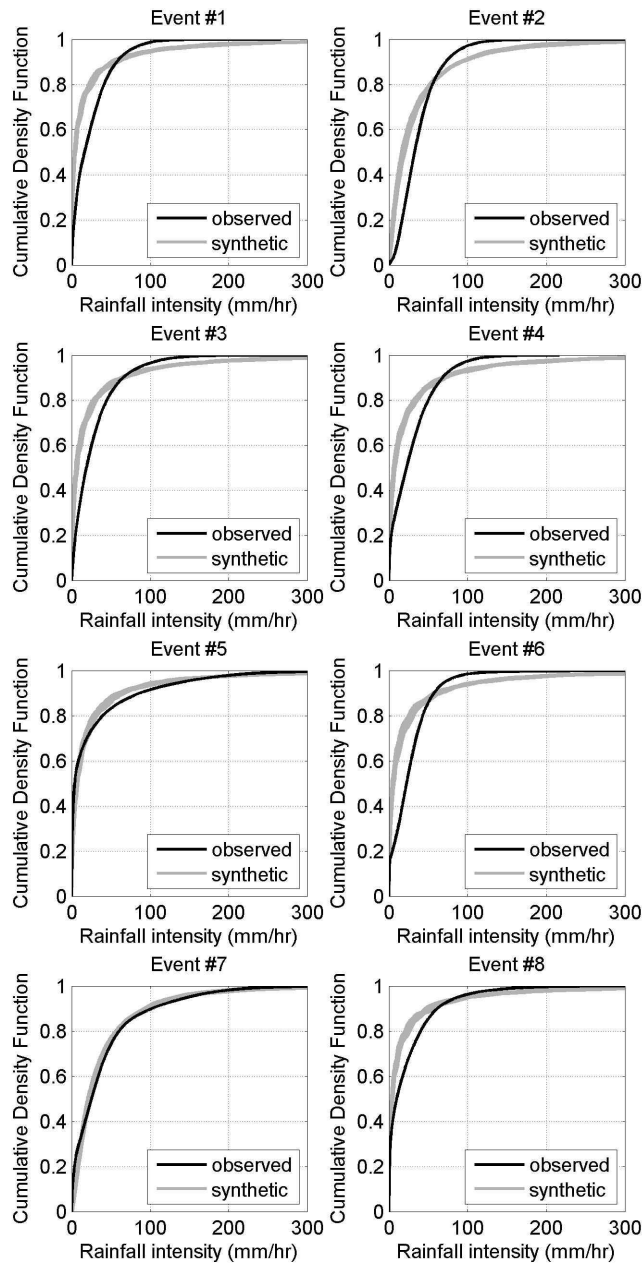 Event #1
Cumulative Density Function
1
0.8
0.6
0.4
0.2
0
observed
synthetic
0 100 200 300
Rainfall intensity (mm/hr)
Event #2
Cumulative Density Function
1
0.8
0.6
0.4
0.2
0
observed
synthetic
0 100 200 300
Rainfall intensity (mm/hr)
Event #3
Cumulative Density Function
1
0.8
0.6
0.4
0.2
0
observed
synthetic
0 100 200 300
Rainfall intensity (mm/hr)
Event #4
Cumulative Density Function
1
0.8
0.6
0.4
0.2
0
observed
synthetic
0 100 200 300
Rainfall intensity (mm/hr)
Event #5
Cumulative Density Function
1
0.8
0.6
0.4
0.2
0
observed
synthetic
0 100 200 300
Rainfall intensity (mm/hr)
Event #6
Cumulative Density Function
1
0.8
0.6
0.4
0.2
0
observed
synthetic
0 100 200 300
Rainfall intensity (mm/hr)
Event #7
Cumulative Density Function
1
0.8
0.6
0.4
0.2
0
observed
synthetic
0 100 200 300
Rainfall intensity (mm/hr)
Event #8
Cumulative Density Function
1
0.8
0.6
0.4
0.2
0
observed
synthetic
0 100 200 300
Rainfall intensity (mm/hr)